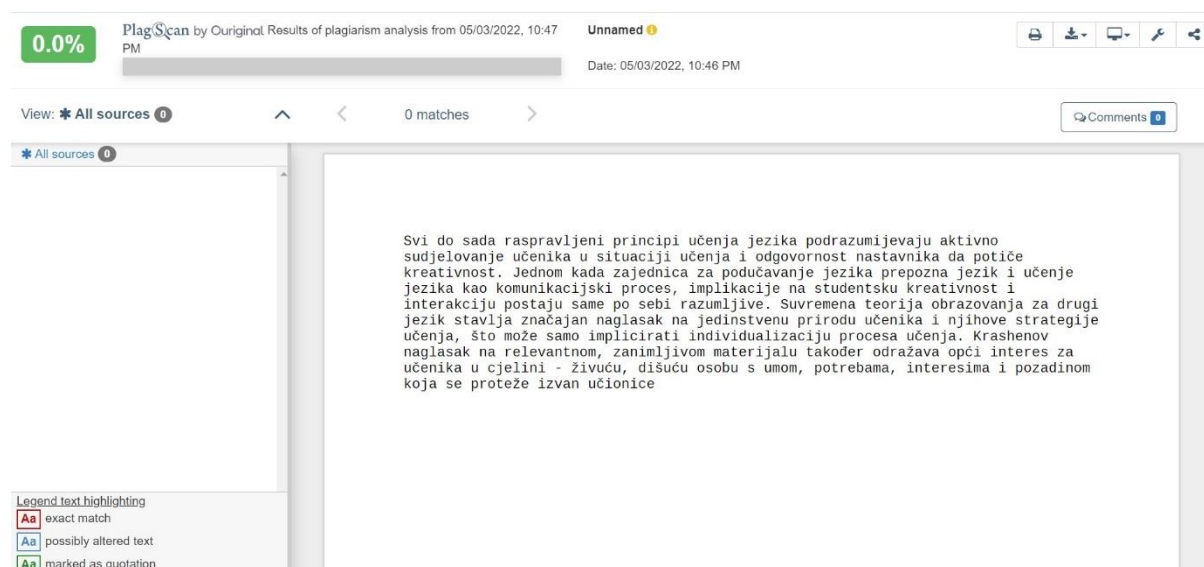 0.0%
PlagScan by Ouriginal Results of plagiarism analysis from 05/03/2022, 10:47
PM
Unnamed
Date: 05/03/2022, 10:46 PM
View: ✱ All sources 0
0 matches
Comments 0
✱ All sources 0
Svi do sada raspravljeni principi učenja jezika podrazumijevaju aktivno
sudjelovanje učenika u situaciji učenja i odgovornost nastavnika da potiče
kreativnost. Jednom kada zajednica za podučavanje jezika prepozna jezik i učenje
jezika kao komunikacijski proces, implikacije na studentsku kreativnost i
interakciju postaju same po sebi razumljive. Suvremena teorija obrazovanja za drugi
jezik stavlja značajan naglasak na jedinstvenu prirodu učenika i njihove strategije
učenja, što može samo implicirati individualizaciju procesa učenja. Krashenov
naglasak na relevantnom, zanimljivom materijalu također odražava opći interes za
učenika u cjelini - živuću, dišuću osobu s umom, potrebama, interesima i pozadinom
koja se proteže izvan učionice
Legend text highlighting
Aa exact match
Aa possibly altered text
Aa marked as quotation